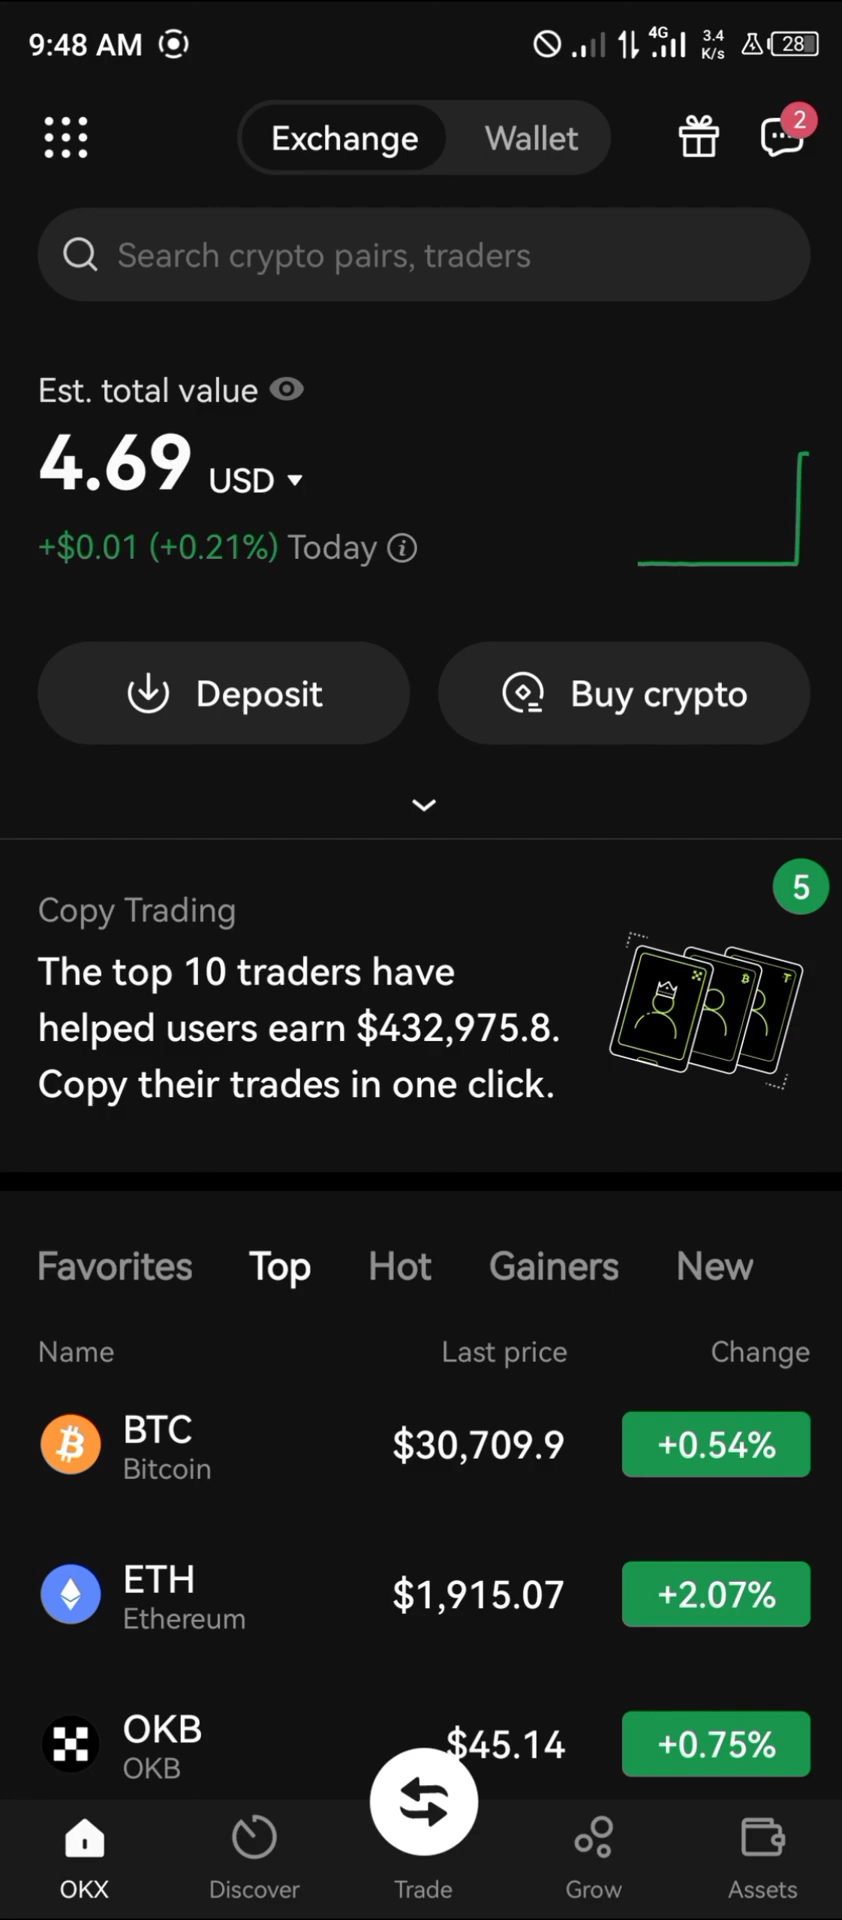 9:48 AM
4G
3.4 K/s
28
Exchange Wallet
2
Search crypto pairs, traders
Est. total value
4.69 USD
+$0.01 (+0.21%) Today
Deposit Buy crypto
5
Copy Trading
The top 10 traders have
helped users earn $432,975.8.
Copy their trades in one click.
Favorites Top Hot Gainers New
Name Last price Change
BTC $30,709.9 +0.54%
Bitcoin
ETH $1,915.07 +2.07%
Ethereum
OKB $45.14 +0.75%
OKB
OKX Discover Trade Grow Assets